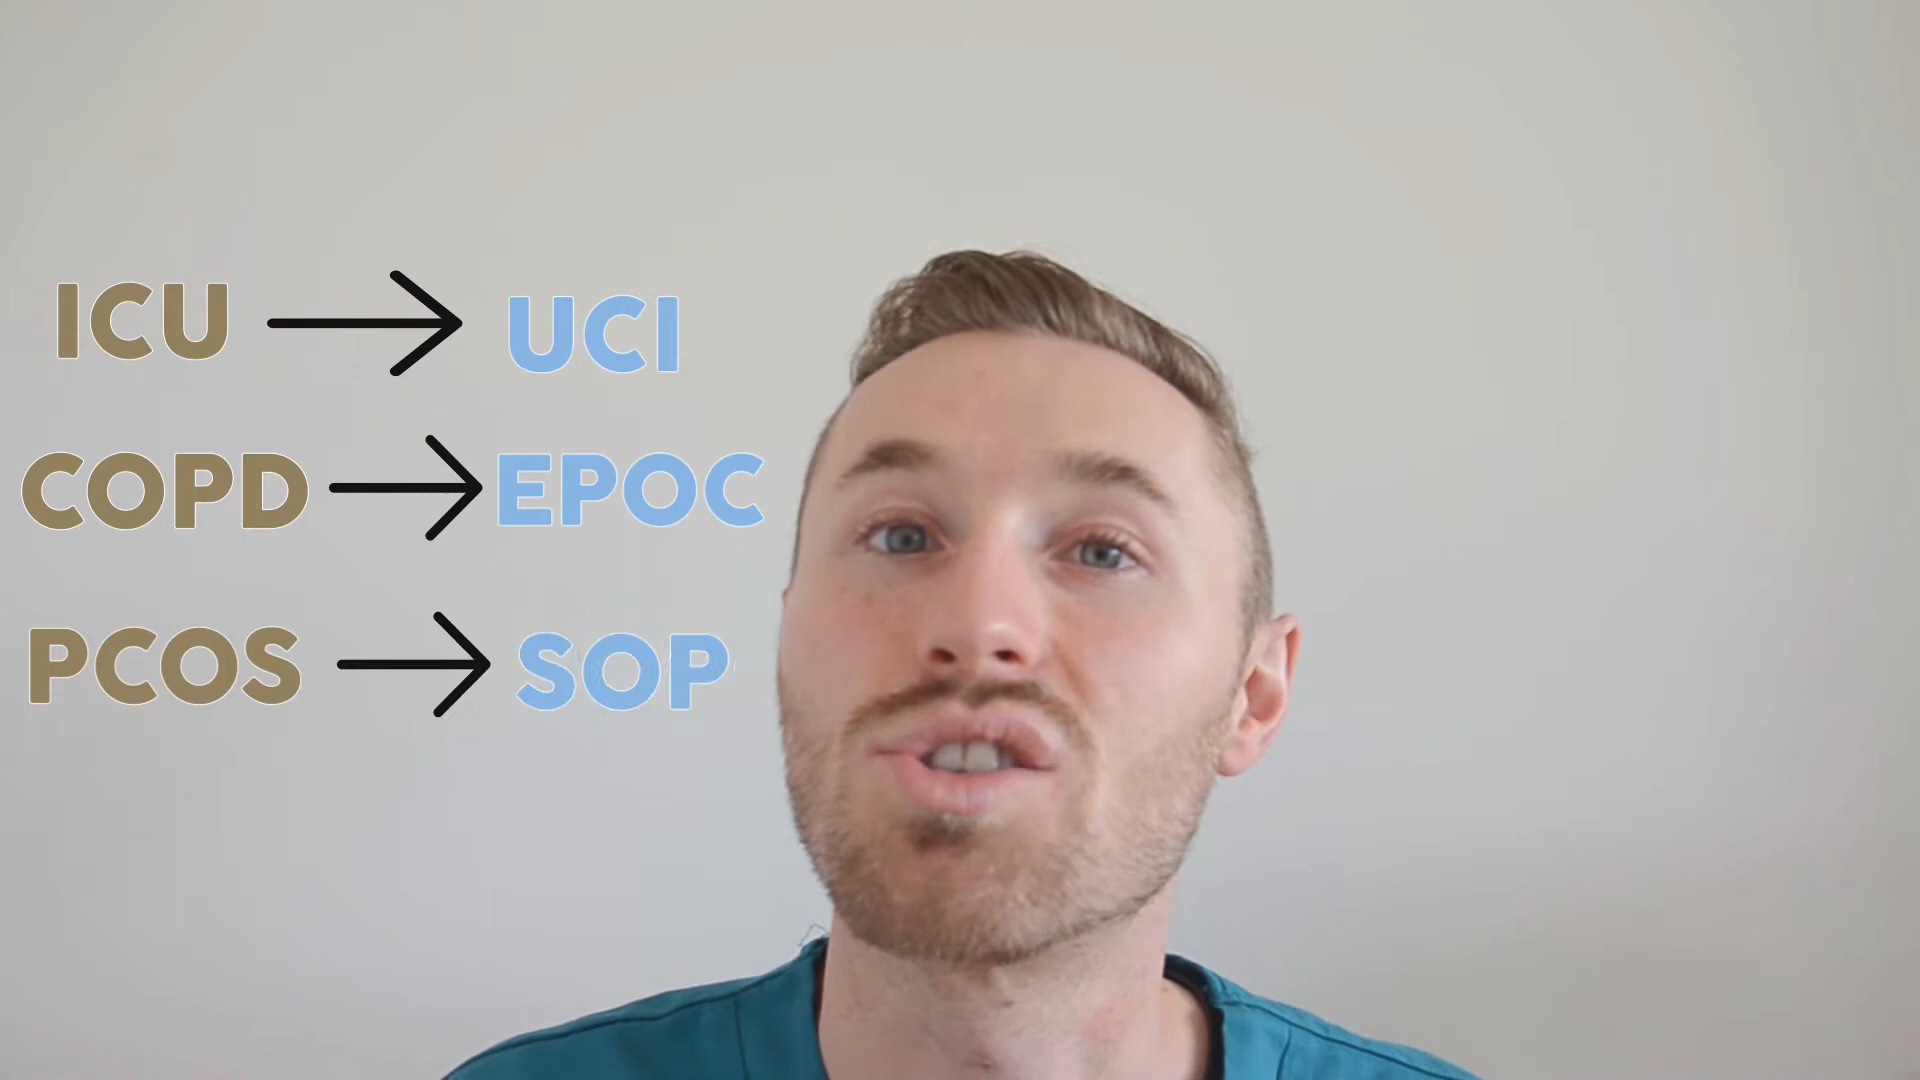 ICU → UCI
COPD → EPOC
PCOS → SOP